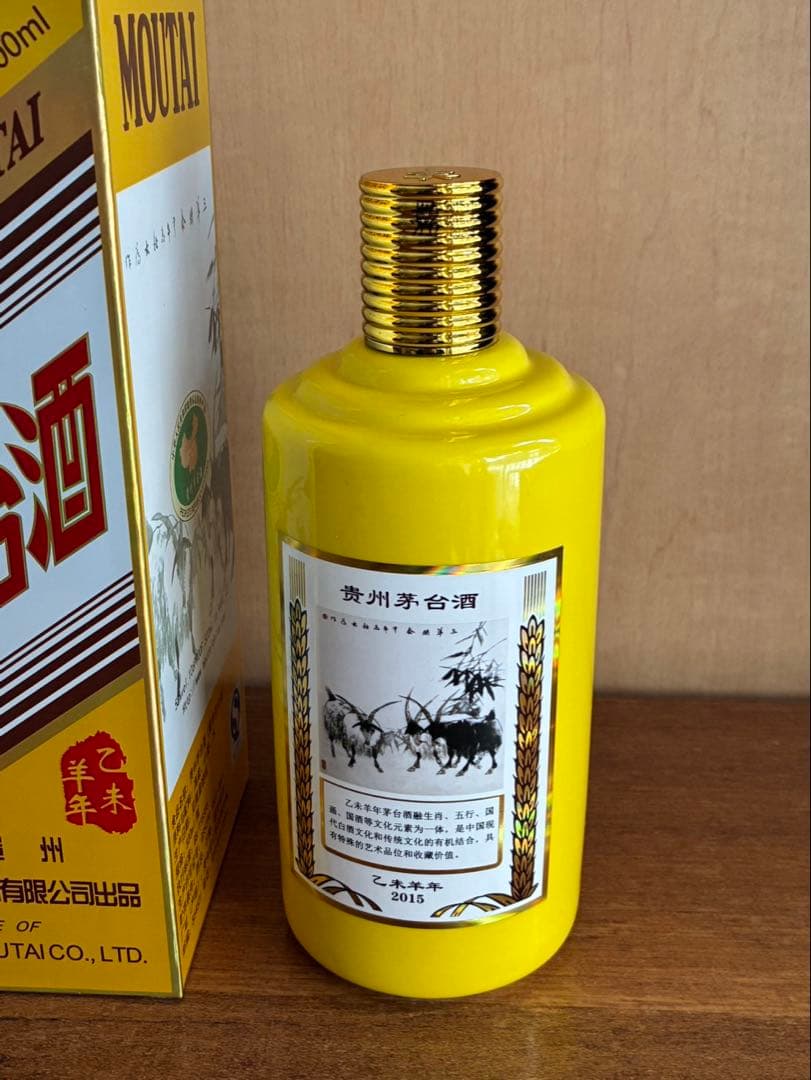 00ml
TAI
MOUTAI
酒
乙未
羊年
州
有限公司出品
E OF
UTAI CO., LTD.
贵州茅台酒
乙未羊年茅台酒融生肖、五行、国
画、国酒等文化元素为一体，是中国现
代白酒文化和传统文化的有机结合，具
有特殊的艺术品位和收藏价值。
乙未羊年
2015